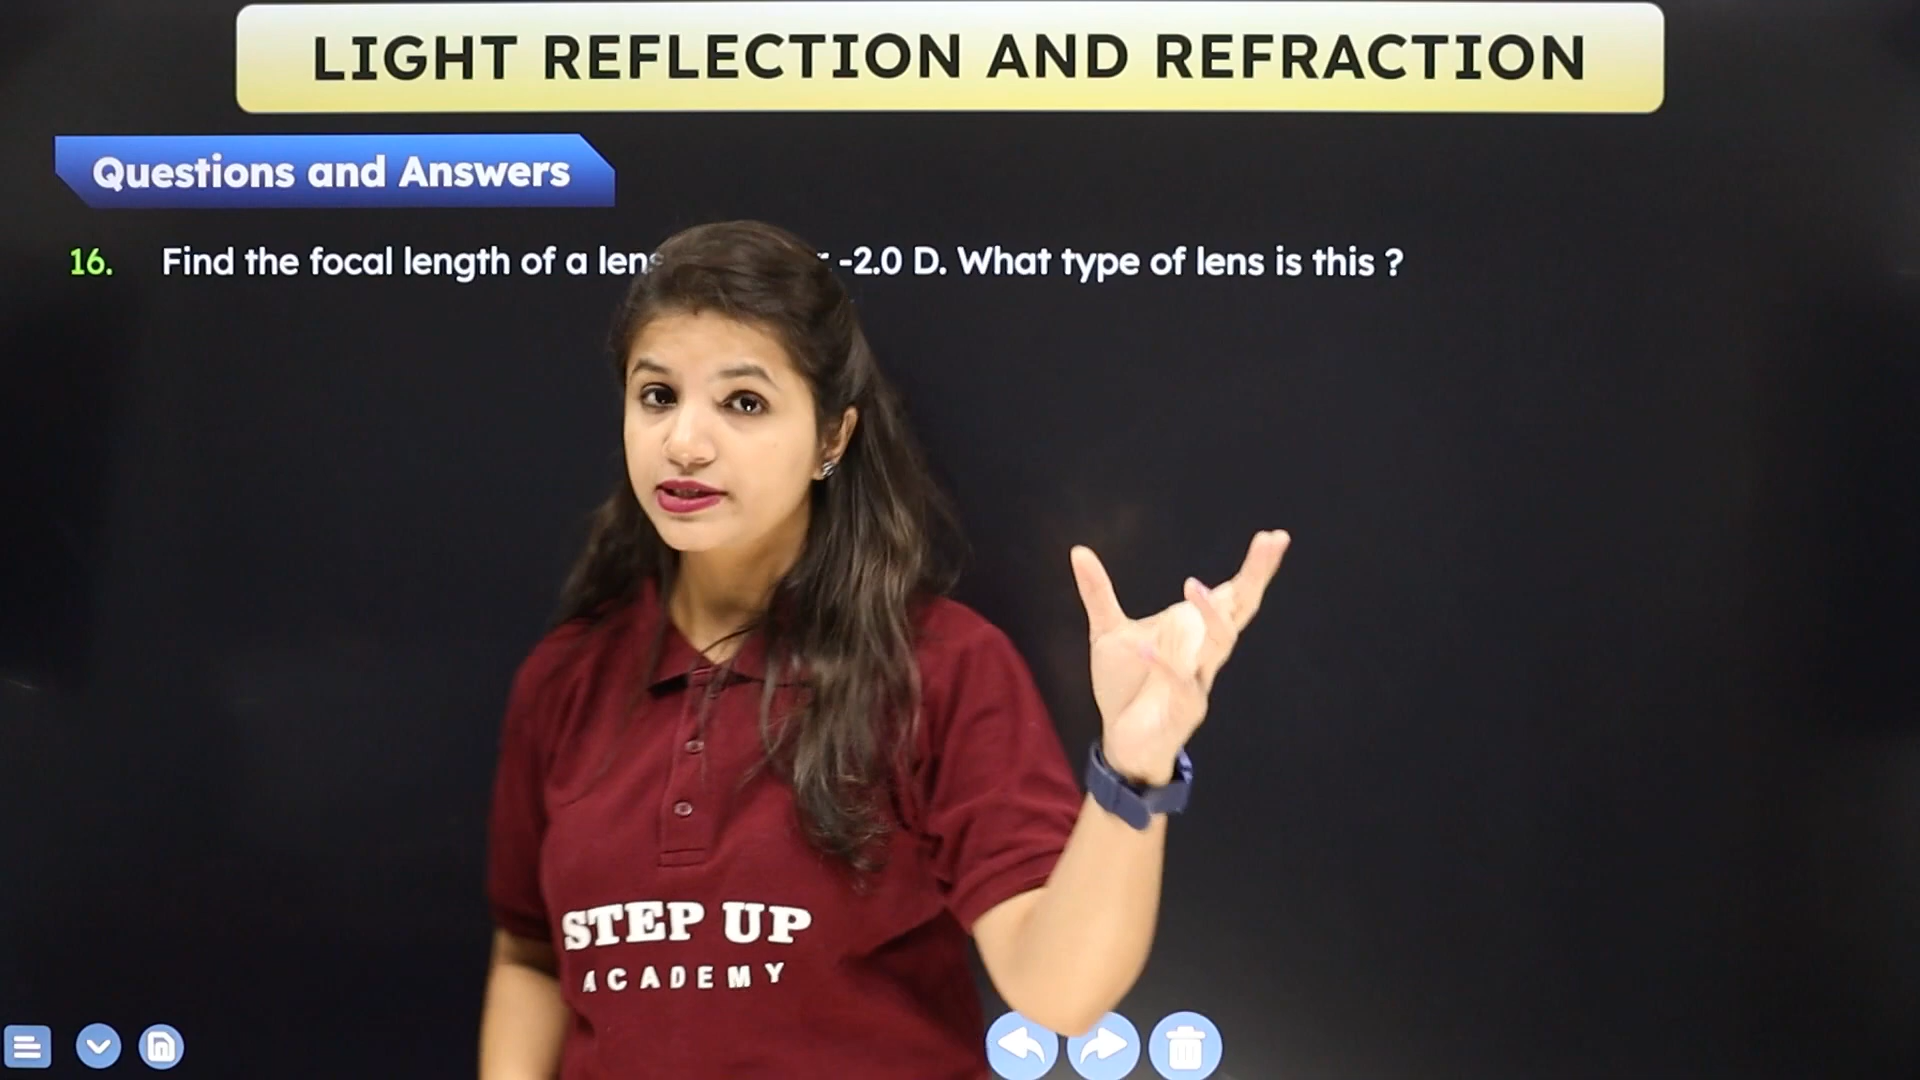 LIGHT REFLECTION AND REFRACTION
Questions and Answers
16. Find the focal length of a lens -2.0 D. What type of lens is this ?
STEP UP
ACADEMY